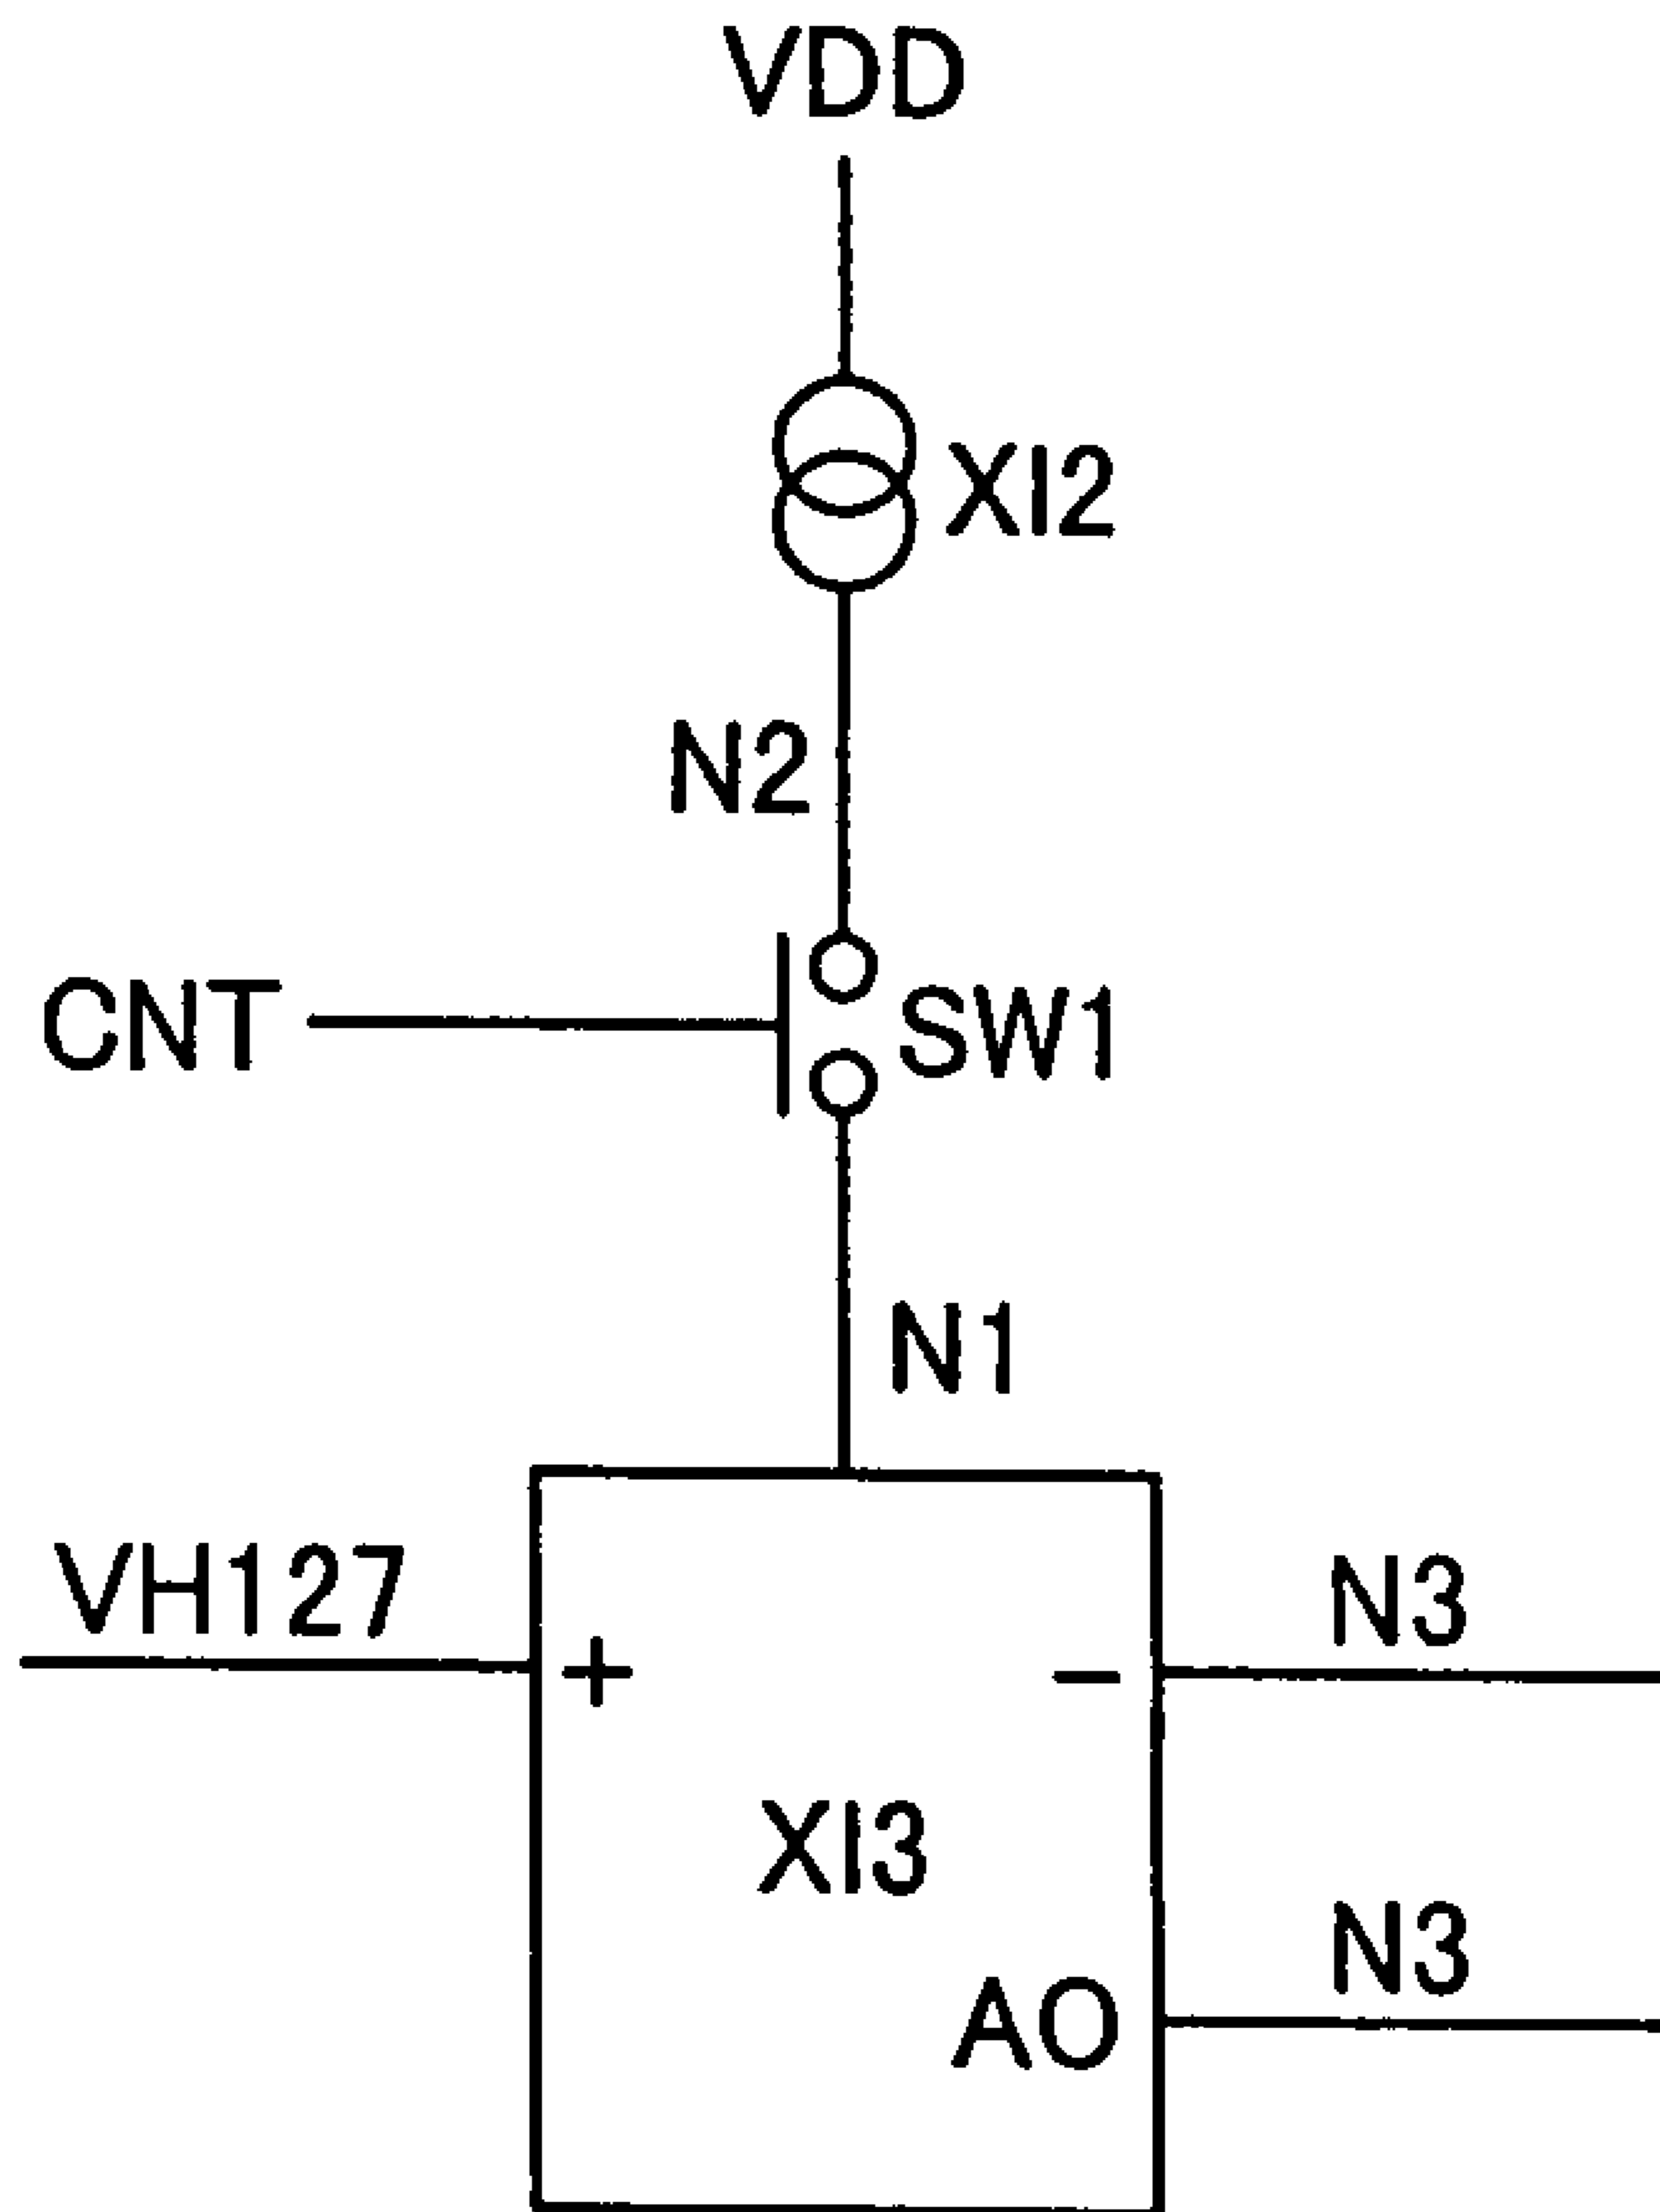 VDD
XI2
N2
CNT
SW1
N1
VH127
N3
+
−
XI3
N3
AO